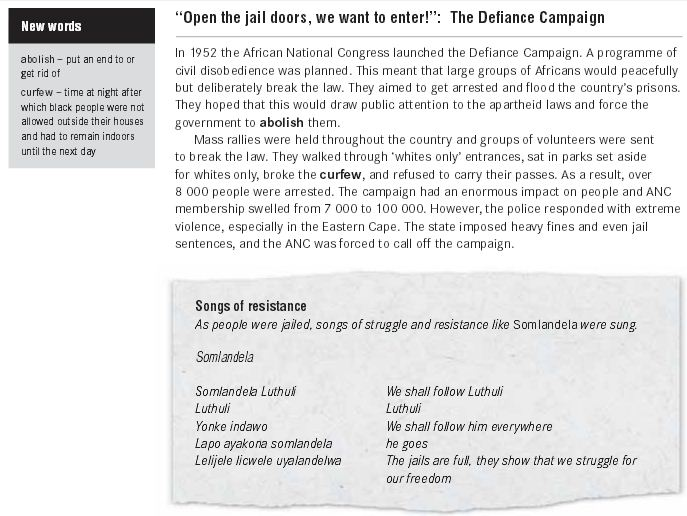 New words
abolish – put an end to or
get rid of
curfew – time at night after
which black people were not
allowed outside their houses
and had to remain indoors
until the next day
“Open the jail doors, we want to enter!”: The Defiance Campaign
In 1952 the African National Congress launched the Defiance Campaign. A programme of
civil disobedience was planned. This meant that large groups of Africans would peacefully
but deliberately break the law. They aimed to get arrested and flood the country's prisons.
They hoped that this would draw public attention to the apartheid laws and force the
government to abolish them.
Mass rallies were held throughout the country and groups of volunteers were sent
to break the law. They walked through ‘whites only’ entrances, sat in parks set aside
for whites only, broke the curfew, and refused to carry their passes. As a result, over
8 000 people were arrested. The campaign had an enormous impact on people and ANC
membership swelled from 7 000 to 100 000. However, the police responded with extreme
violence, especially in the Eastern Cape. The state imposed heavy fines and even jail
sentences, and the ANC was forced to call off the campaign.
Songs of resistance
As people were jailed, songs of struggle and resistance like Somlandela were sung.
Somlandela
Somlandela Luthuli
Luthuli
Yonke indawo
Lapo ayakona somlandela
Lelijele licwele uyalandelwa
We shall follow Luthuli
Luthuli
We shall follow him everywhere
he goes
The jails are full, they show that we struggle for
our freedom